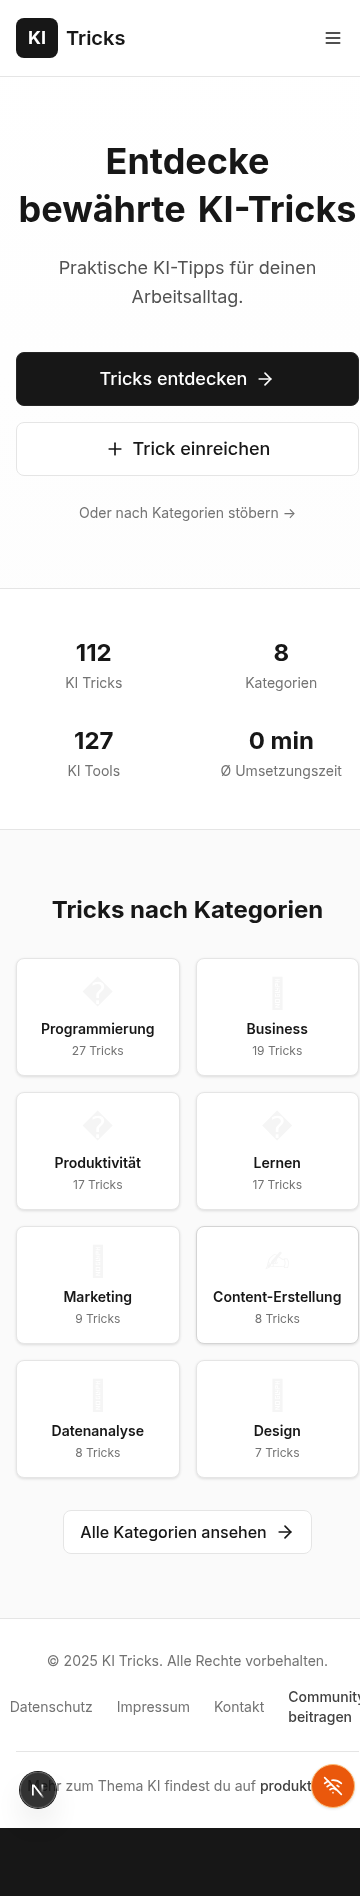 KI Tricks
Entdecke
bewährte KI-Tricks
Praktische KI-Tipps für deinen
Arbeitsalltag.
Tricks entdecken →
+ Trick einreichen
Oder nach Kategorien stöbern →
112
KI Tricks
8
Kategorien
127
KI Tools
0 min
Ø Umsetzungszeit
Tricks nach Kategorien
Programmierung
27 Tricks
Business
19 Tricks
Produktivität
17 Tricks
Lernen
17 Tricks
Marketing
9 Tricks
Content-Erstellung
8 Tricks
Datenanalyse
8 Tricks
Design
7 Tricks
Alle Kategorien ansehen →
© 2025 KI Tricks. Alle Rechte vorbehalten.
Datenschutz
Impressum
Kontakt
Community
beitragen
zum Thema KI findest du auf
N